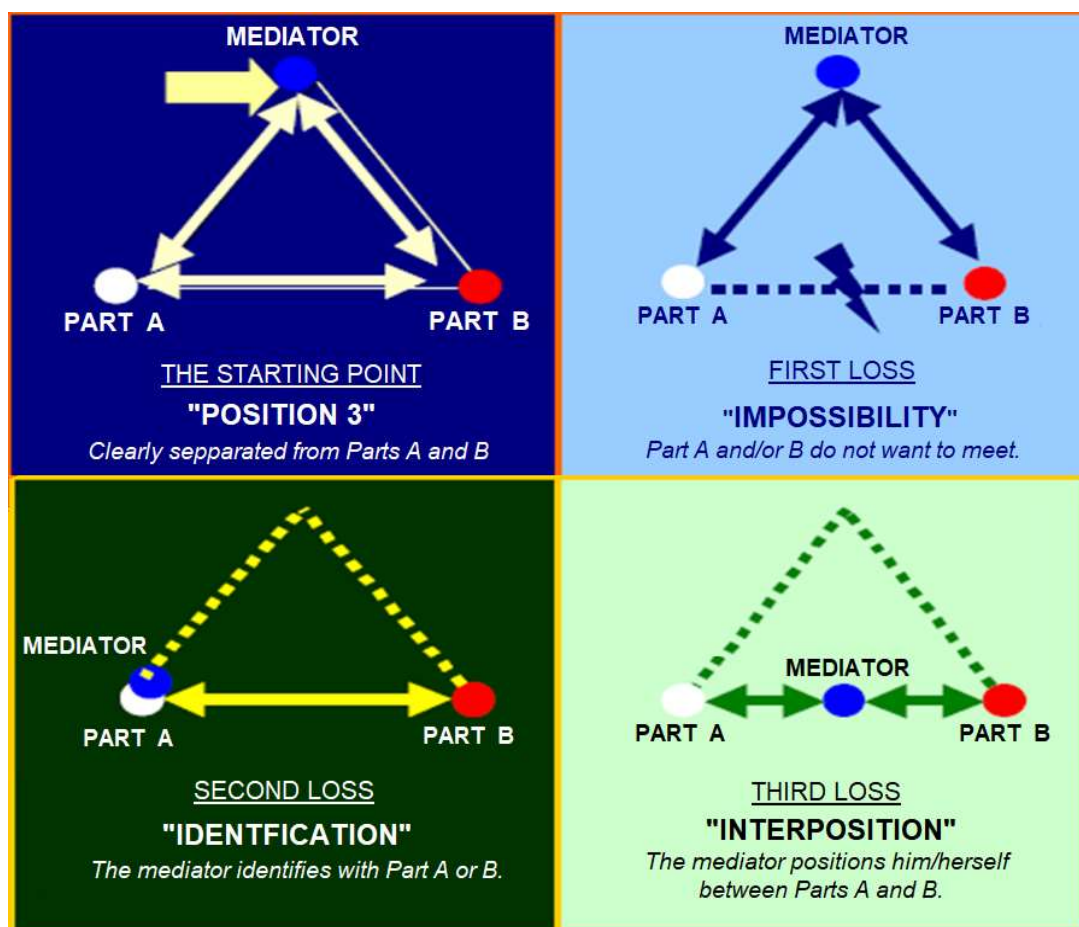 MEDIATOR
PART A
PART B
THE STARTING POINT
"POSITION 3"
Clearly sepparated from Parts A and B
MEDIATOR
PART A
PART B
FIRST LOSS
"IMPOSSIBILITY"
Part A and/or B do not want to meet.
MEDIATOR
PART A
PART B
SECOND LOSS
"IDENTFICATION"
The mediator identifies with Part A or B.
MEDIATOR
PART A
PART B
THIRD LOSS
"INTERPOSITION"
The mediator positions him/herself
between Parts A and B.